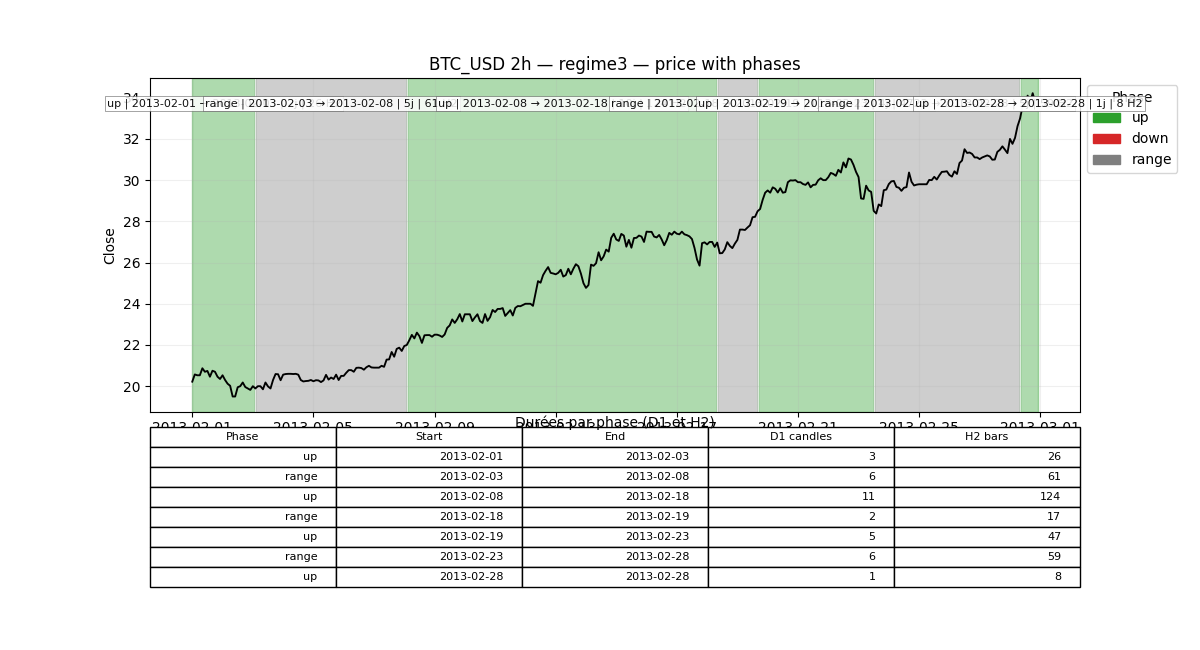 BTC_USD 2h — regime3 — price with phases
up | 2013-02-01
range | 2013-02-03 → 2013-02-08 | 5j | 61
up | 2013-02-08 → 2013-02-18
range | 2013-02
up | 2013-02-19 → 20
range | 2013-02-
up | 2013-02-28 → 2013-02-28 | 1j | 8 H2
Phase
up
down
range
Close
34
32
30
28
26
24
22
20
2013-02-01 2013-02-05 2013-02-09 2013-02-17 2013-02-21 2013-02-25 2013-03-01
Durées par phase (D1 et H2)
Phase Start End D1 candles H2 bars
up 2013-02-01 2013-02-03 3 26
range 2013-02-03 2013-02-08 6 61
up 2013-02-08 2013-02-18 11 124
range 2013-02-18 2013-02-19 2 17
up 2013-02-19 2013-02-23 5 47
range 2013-02-23 2013-02-28 6 59
up 2013-02-28 2013-02-28 1 8